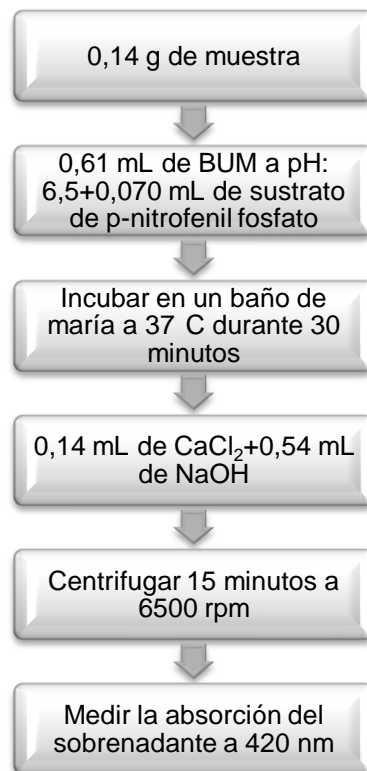 0,14 g de muestra
0,61 mL de BUM a pH:
6,5+0,070 mL de sustrato
de p-nitrofenil fosfato
Incubar en un baño de
maría a 37 C durante 30
minutos
0,14 mL de CaCl₂+0,54 mL
de NaOH
Centrifugar 15 minutos a
6500 rpm
Medir la absorción del
sobrenadante a 420 nm